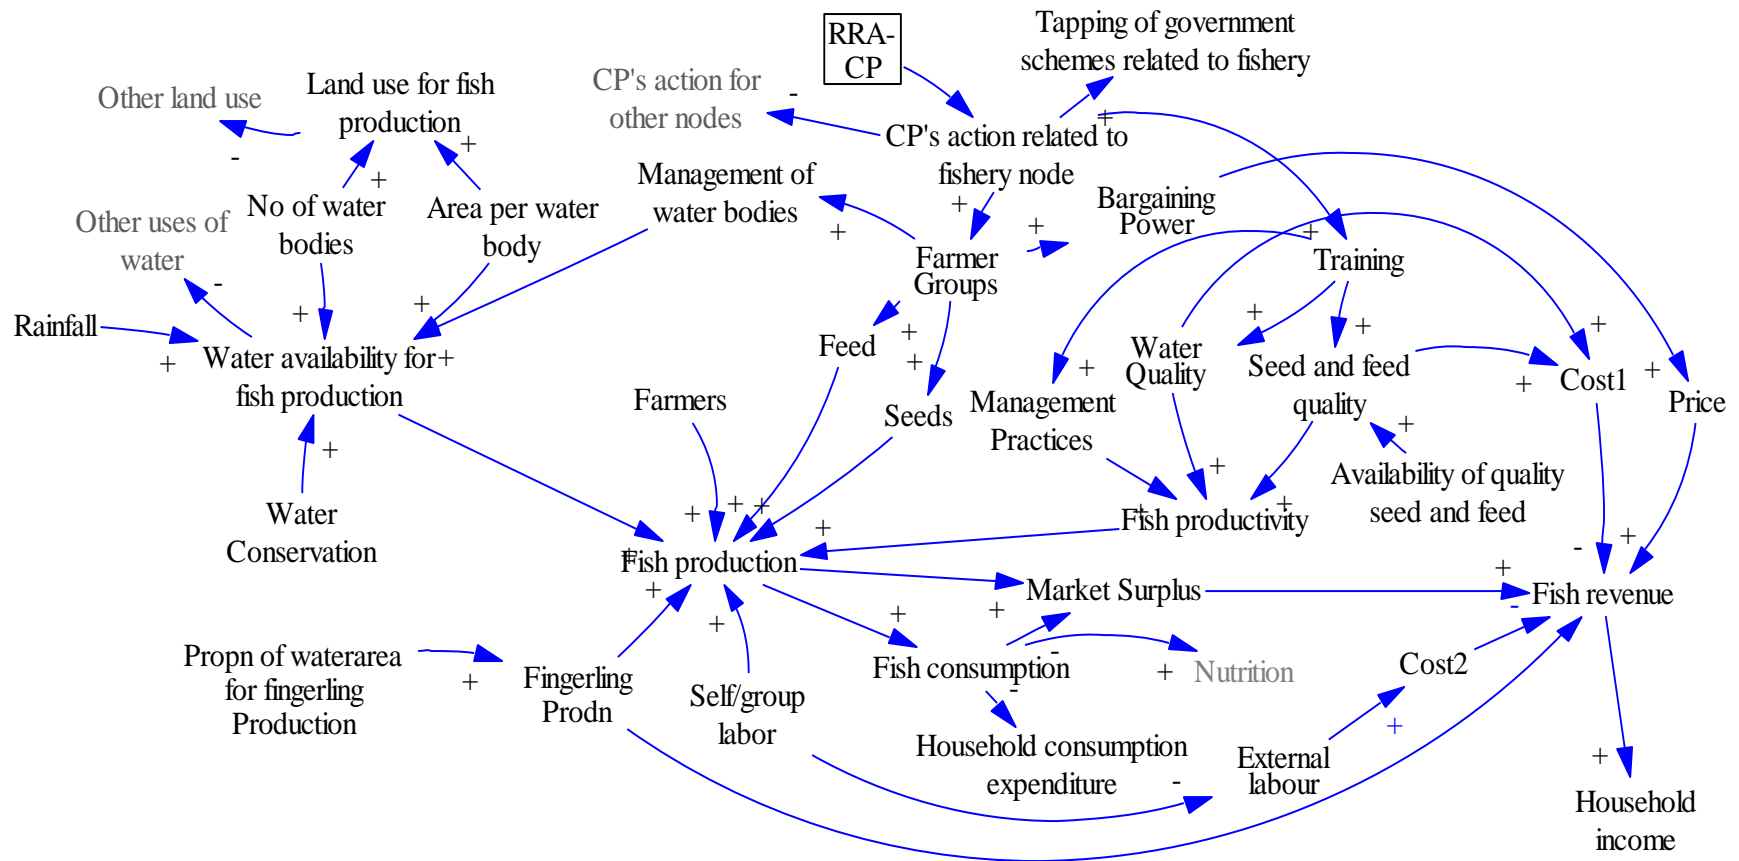 RRA-
CP
Tapping of government
schemes related to fishery
Other land use
Land use for fish
production
CP's action for
other nodes
CP's action related to
fishery node
Management of
water bodies
Bargaining
Power
Other uses of
water
No of water
bodies
Area per water
body
Farmer
Groups
Training
Rainfall
Water availability for
fish production
Feed
Water
Quality
Seed and feed
quality
Cost1
Price
Farmers
Seeds
Management
Practices
Availability of quality
seed and feed
Water
Conservation
Fish productivity
Fish production
Market Surplus
Fish revenue
Propn of waterarea
for fingerling
Production
Fingerling
Prodn
Self/group
labor
Fish consumption
Nutrition
Cost2
Household consumption
expenditure
External
labour
Household
income